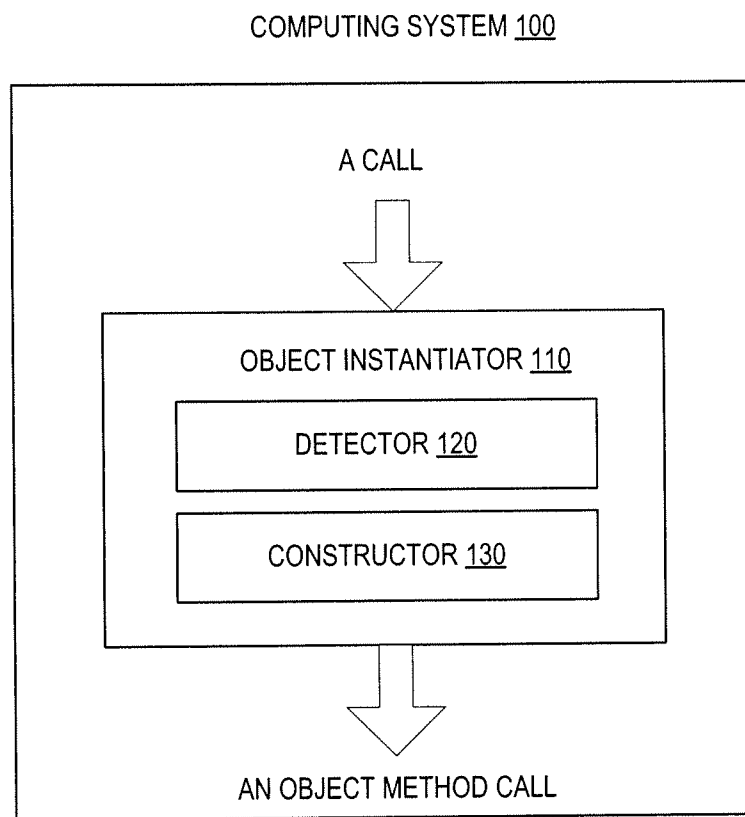 COMPUTING SYSTEM 100
A CALL
OBJECT INSTANTIATOR 110
DETECTOR 120
CONSTRUCTOR 130
AN OBJECT METHOD CALL